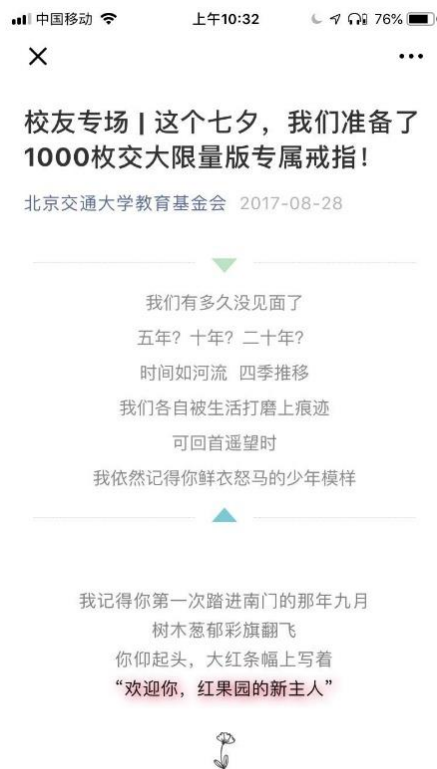 中国移动 上午10:32 76%
校友专场 | 这个七夕，我们准备了
1000枚交大限量版专属戒指！
北京交通大学教育基金会 2017-08-28
我们有多久没见面了
五年？十年？二十年？
时间如河流 四季推移
我们各自被生活打磨上痕迹
可回首遥望时
我依然记得你鲜衣怒马的少年模样
我记得你第一次踏进南门的那年九月
树木葱郁彩旗翻飞
你仰起头，大红条幅上写着
“欢迎你，红果园的新主人”